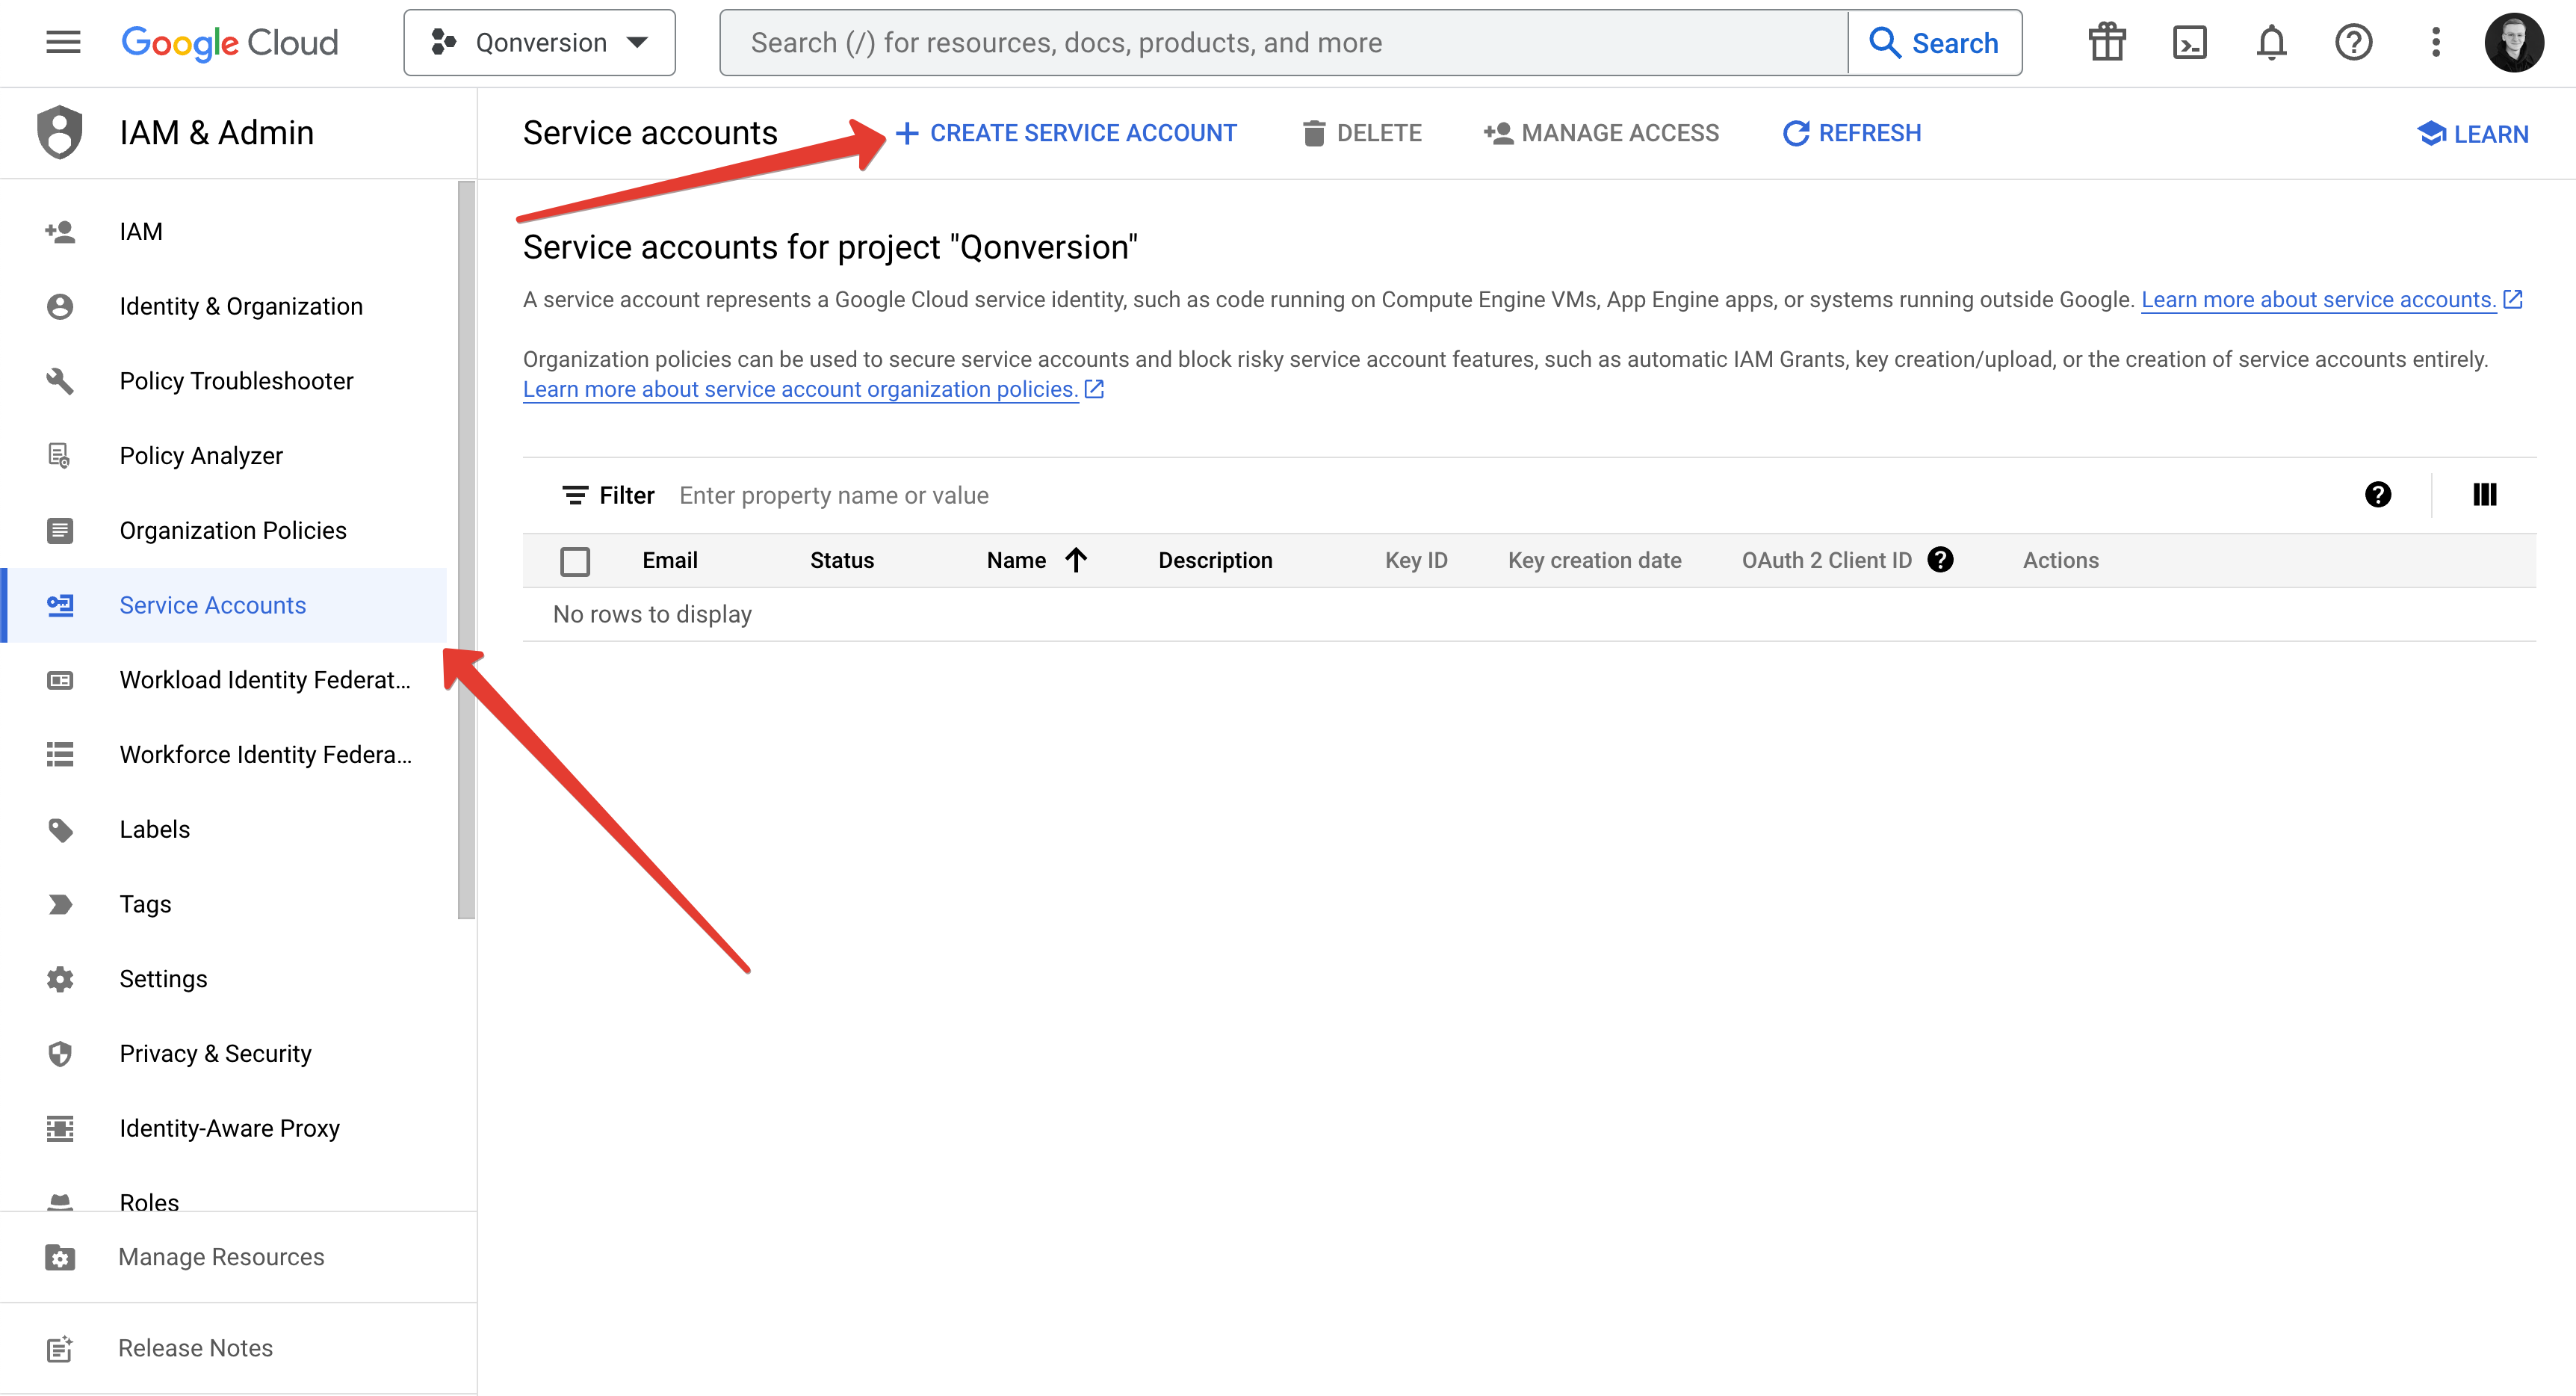 Google Cloud
Qonversion
Search (/) for resources, docs, products, and more
Search
IAM & Admin
IAM
Identity & Organization
Policy Troubleshooter
Policy Analyzer
Organization Policies
Service Accounts
Workload Identity Federat...
Workforce Identity Federa...
Labels
Tags
Settings
Privacy & Security
Identity-Aware Proxy
Roles
Manage Resources
Release Notes
Service accounts
CREATE SERVICE ACCOUNT
DELETE
MANAGE ACCESS
REFRESH
LEARN
Service accounts for project "Qonversion"
A service account represents a Google Cloud service identity, such as code running on Compute Engine VMs, App Engine apps, or systems running outside Google. Learn more about service accounts.
Organization policies can be used to secure service accounts and block risky service account features, such as automatic IAM Grants, key creation/upload, or the creation of service accounts entirely.
Learn more about service account organization policies.
Filter Enter property name or value
Email Status Name Description Key ID Key creation date OAuth 2 Client ID Actions
No rows to display